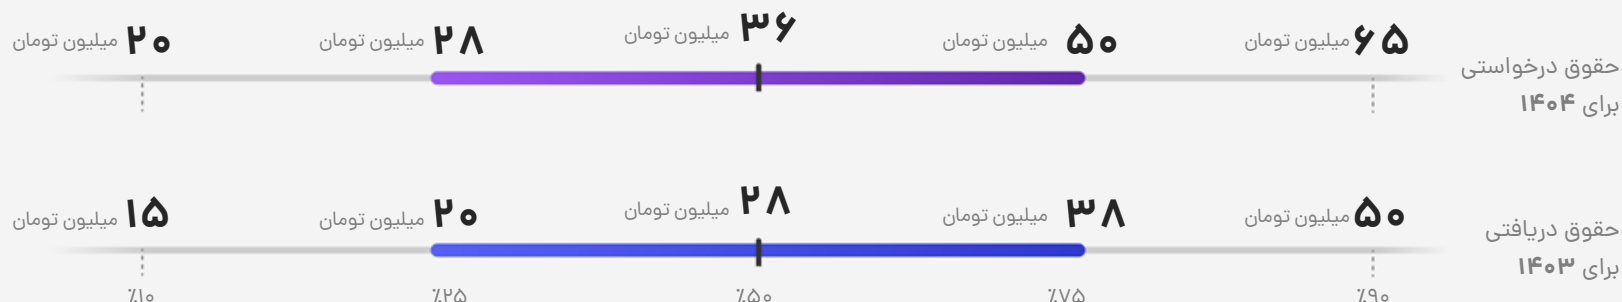 حقوق درخواستی
برای ۱۴۰۴
۶۵ میلیون تومان
۵۰ میلیون تومان
۳۶ میلیون تومان
۲۸ میلیون تومان
۲۰ میلیون تومان
حقوق دریافتی
برای ۱۴۰۳
۵۰ میلیون تومان
۳۸ میلیون تومان
۲۸ میلیون تومان
۲۰ میلیون تومان
۱۵ میلیون تومان
٪۹۰
٪۷۵
٪۵۰
٪۲۵
٪۱۰